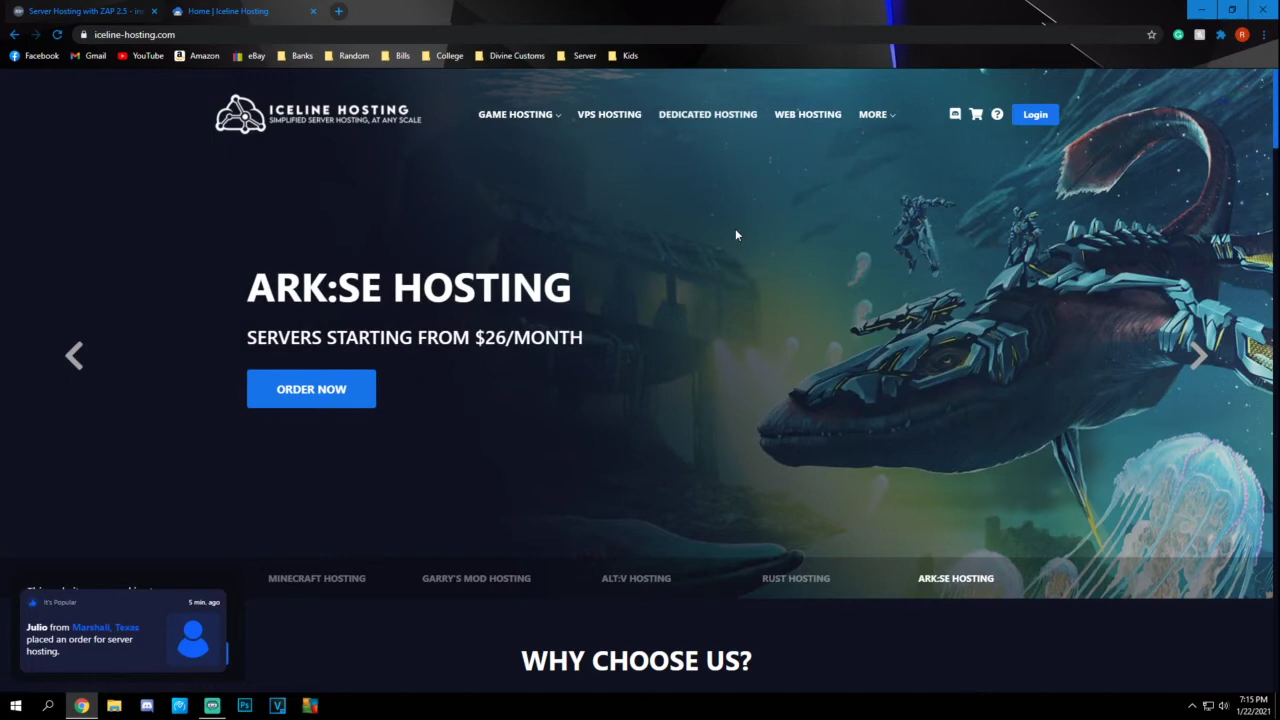 Server Hosting with ZAP 2.5 - in
Home | Iceline Hosting
iceline-hosting.com
R
Facebook
Gmail
YouTube
Amazon
eBay
Banks
Random
Bills
College
Divine Customs
Server
Kids
ICELINE HOSTING
SIMPLIFIED SERVER HOSTING, AT ANY SCALE
GAME HOSTING
VPS HOSTING
DEDICATED HOSTING
WEB HOSTING
MORE
Login
ARK:SE HOSTING
SERVERS STARTING FROM $26/MONTH
ORDER NOW
MINECRAFT HOSTING
GARRY'S MOD HOSTING
ALT:V HOSTING
RUST HOSTING
ARK:SE HOSTING
It's Popular
5 min. ago
Julio from Marshall, Texas
placed an order for server
hosting.
WHY CHOOSE US?
Ps
V
7:15 PM
1/22/2021